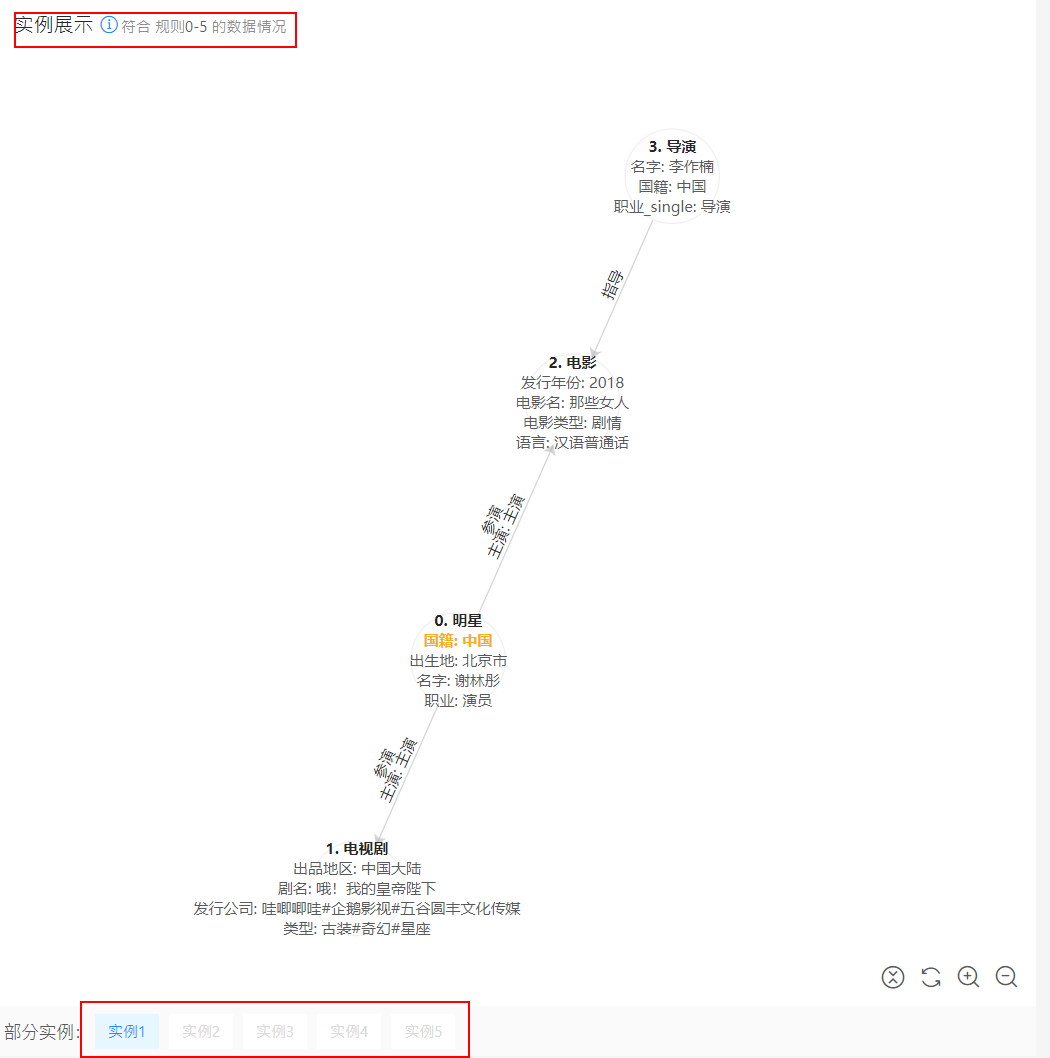 实例展示 符合 规则0-5 的数据情况
3. 导演
名字: 李作楠
国籍: 中国
职业_single: 导演
指导
2. 电影
发行年份: 2018
电影名: 那些女人
电影类型: 剧情
语言: 汉语普通话
参演
主演: 主演
0. 明星
国籍: 中国
出生地: 北京市
名字: 谢林彤
职业: 演员
参演
主演: 主演
1. 电视剧
出品地区: 中国大陆
剧名: 哦！我的皇帝陛下
发行公司: 哇唧唧哇#企鹅影视#五谷圆丰文化传媒
类型: 古装#奇幻#星座
部分实例: 实例1 实例2 实例3 实例4 实例5